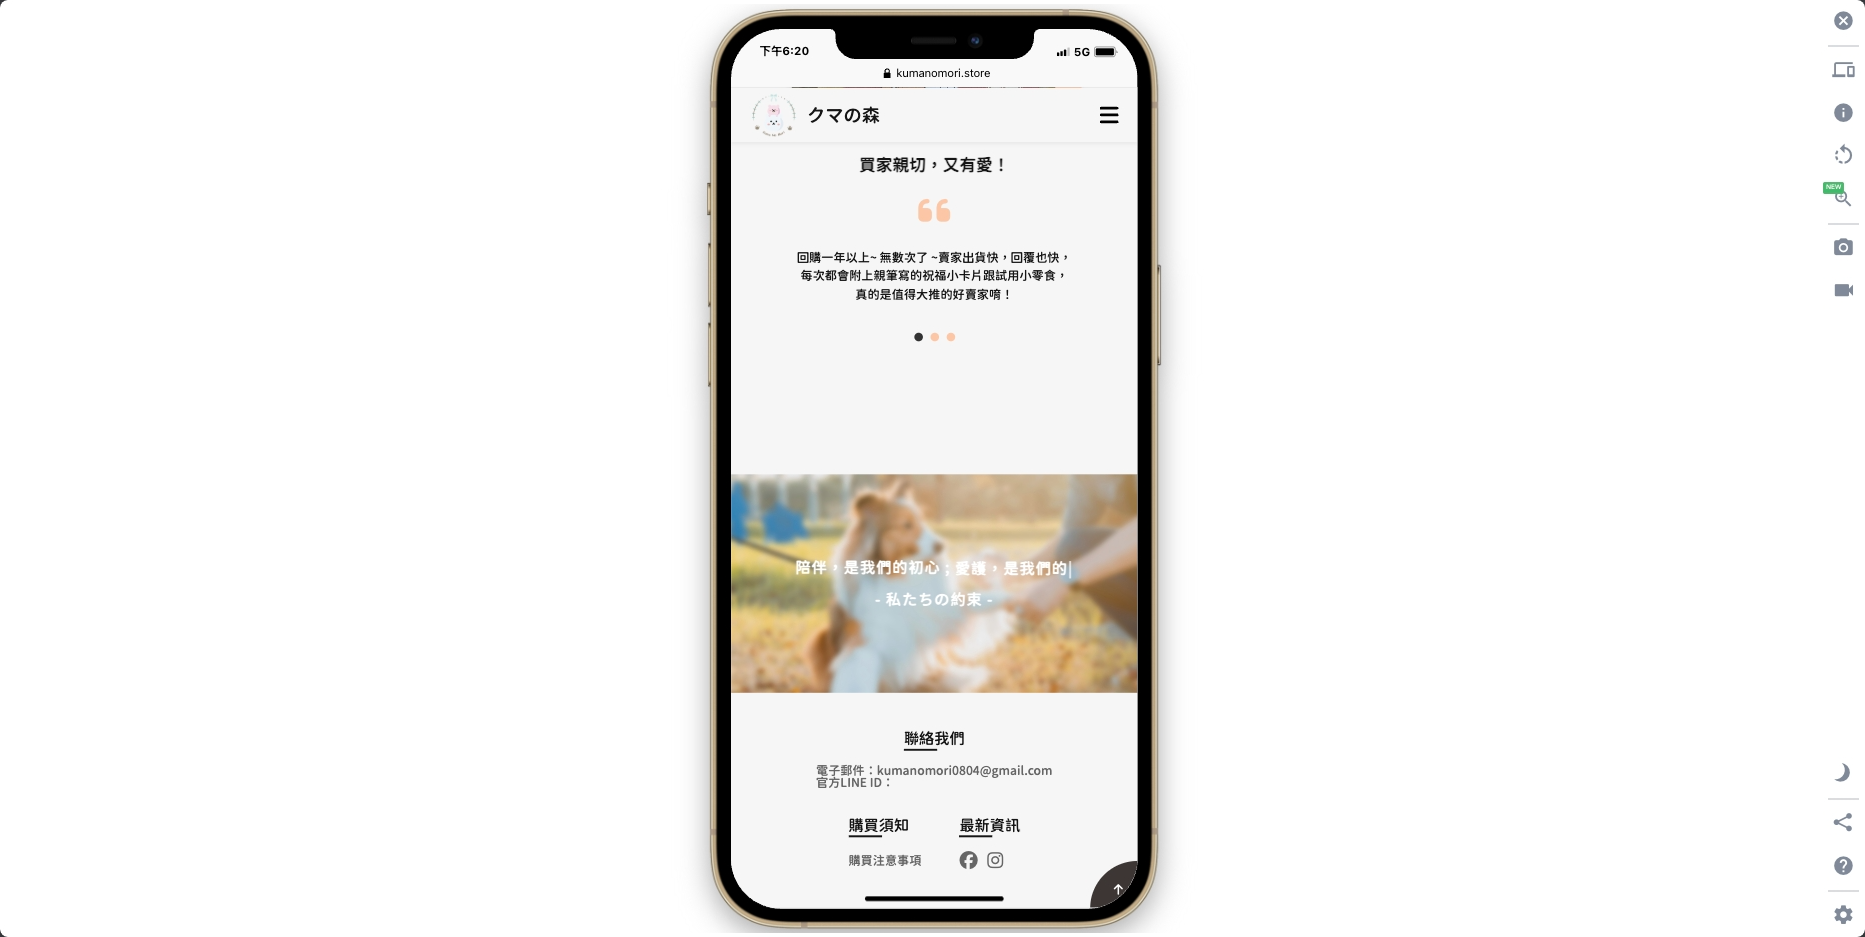 下午6:20
5G
kumanomori.store
クマの森
買家親切，又有愛！
回購一年以上~ 無數次了 ~賣家出貨快，回覆也快，
每次都會附上親筆寫的祝福小卡片跟試用小零食，
真的是值得大推的好賣家唷！
陪伴，是我們的初心；愛護，是我們的|
- 私たちの約束 -
聯絡我們
電子郵件：kumanomori0804@gmail.com
官方LINE ID：
購買須知
最新資訊
購買注意事項
NEW